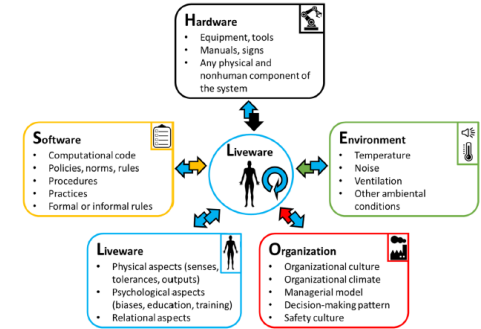 Hardware
• Equipment, tools
• Manuals, signs
• Any physical and
nonhuman component of
the system
Software
• Computational code
• Policies, norms, rules
• Procedures
• Practices
• Formal or informal rules
Liveware
Environment
• Temperature
• Noise
• Ventilation
• Other ambiental
conditions
Liveware
• Physical aspects (senses,
tolerances, outputs)
• Psychological aspects
(biases, education, training)
• Relational aspects
Organization
• Organizational culture
• Organizational climate
• Managerial model
• Decision-making pattern
• Safety culture